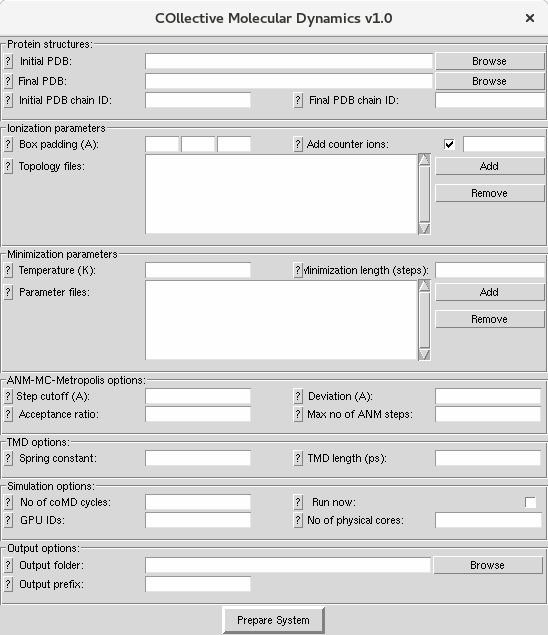 COllective Molecular Dynamics v1.0 ×
Protein structures:
? Initial PDB: Browse
? Final PDB: Browse
? Initial PDB chain ID: ? Final PDB chain ID:
Ionization parameters
? Box padding (A): ? Add counter ions:
? Topology files: Add
Remove
Minimization parameters
? Temperature (K): ? Minimization length (steps):
? Parameter files: Add
Remove
ANM-MC-Metropolis options:
? Step cutoff (A): ? Deviation (A):
? Acceptance ratio: ? Max no of ANM steps:
TMD options:
? Spring constant: ? TMD length (ps):
Simulation options:
? No of coMD cycles: ? Run now:
? GPU IDs: ? No of physical cores:
Output options:
? Output folder: Browse
? Output prefix:
Prepare System